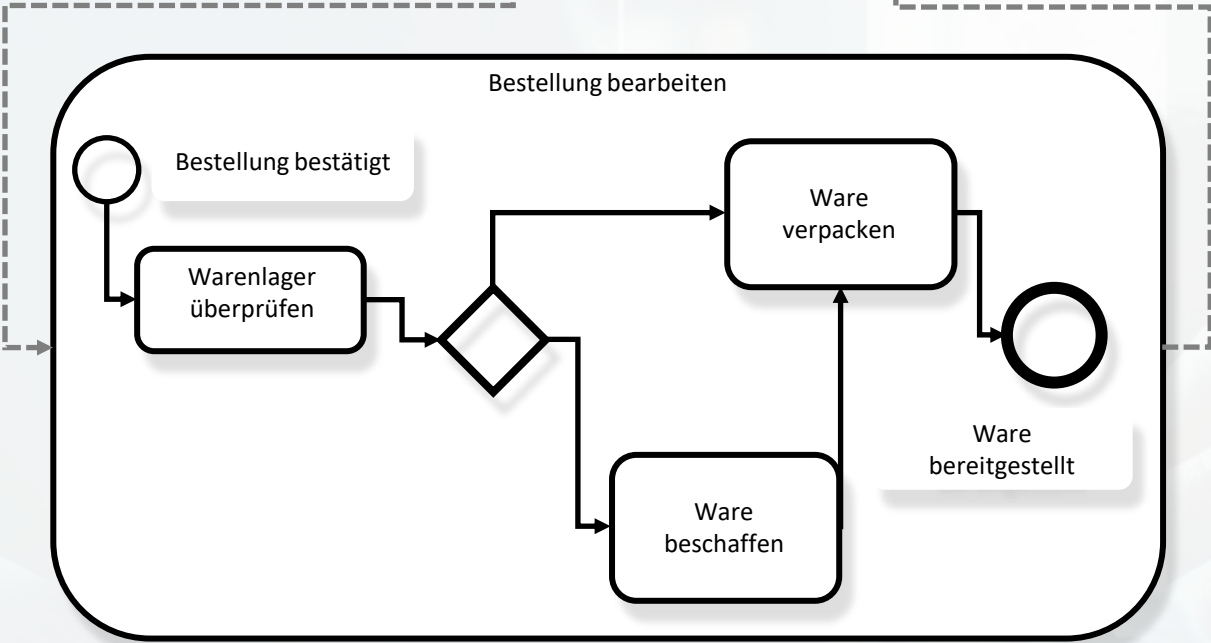 Bestellung bearbeiten
Bestellung bestätigt
Warenlager
überprüfen
Ware
verpacken
Ware
beschaffen
Ware
bereitgestellt